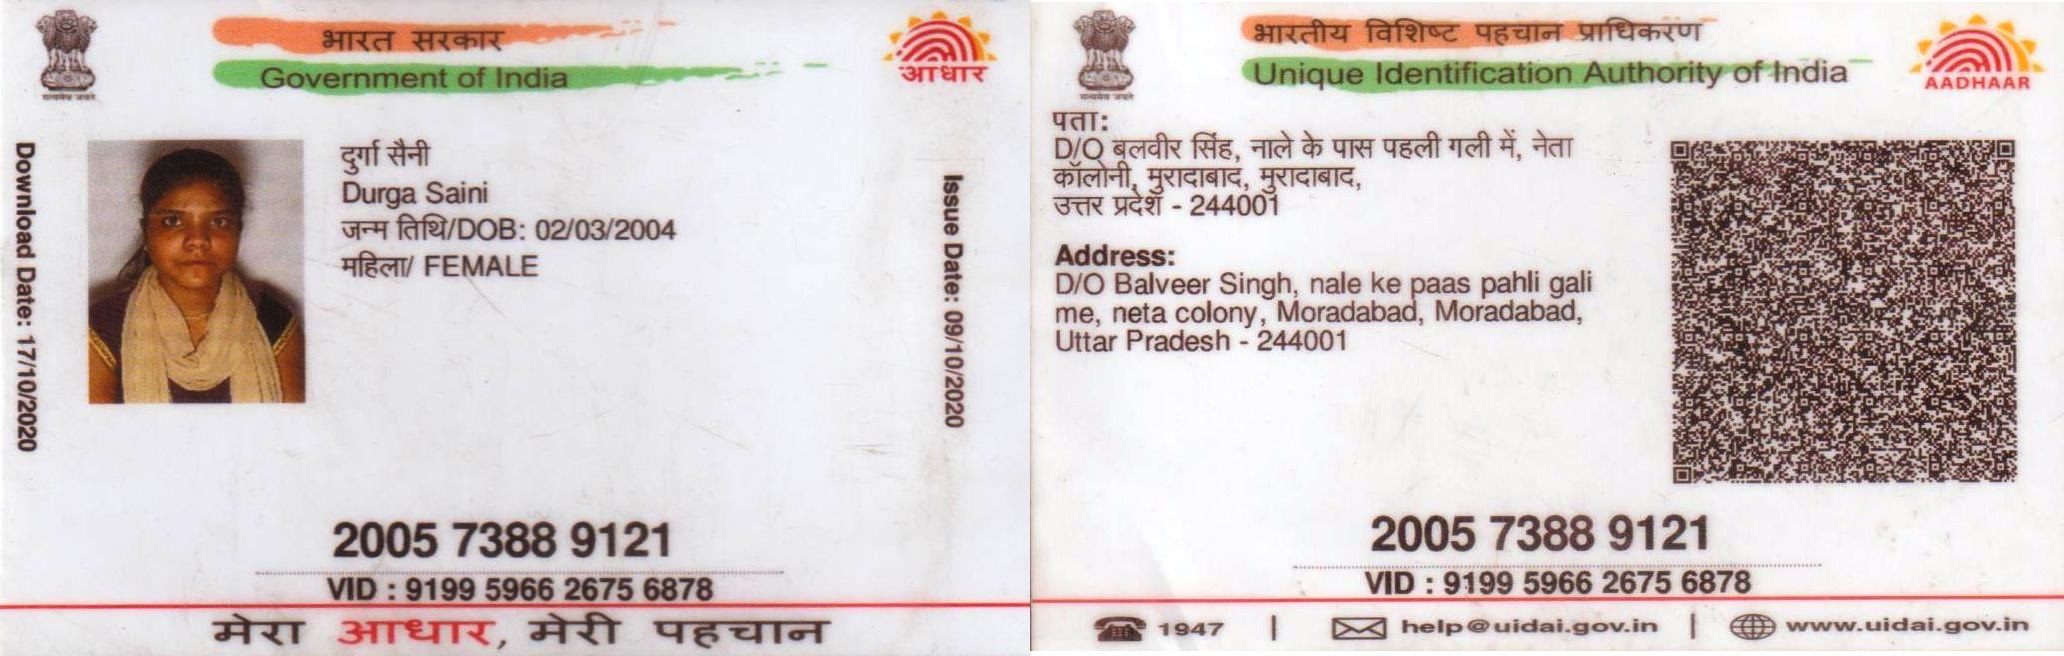 भारत सरकार
Government of India
आधार
Download Date: 17/10/2020
दुर्गा सैनी
Durga Saini
जन्म तिथि/DOB: 02/03/2004
महिला/ FEMALE
Issue Date: 09/10/2020
2005 7388 9121
VID : 9199 5966 2675 6878
मेरा आधार, मेरी पहचान
भारतीय विशिष्ट पहचान प्राधिकरण
Unique Identification Authority of India
AADHAAR
पता:
D/O बलवीर सिंह, नाले के पास पहली गली में, नेता
कॉलोनी, मुरादाबाद, मुरादाबाद,
उत्तर प्रदेश - 244001
Address:
D/O Balveer Singh, nale ke paas pahli gali
me, neta colony, Moradabad, Moradabad,
Uttar Pradesh - 244001
2005 7388 9121
VID : 9199 5966 2675 6878
1947 | help@uidai.gov.in | www.uidai.gov.in